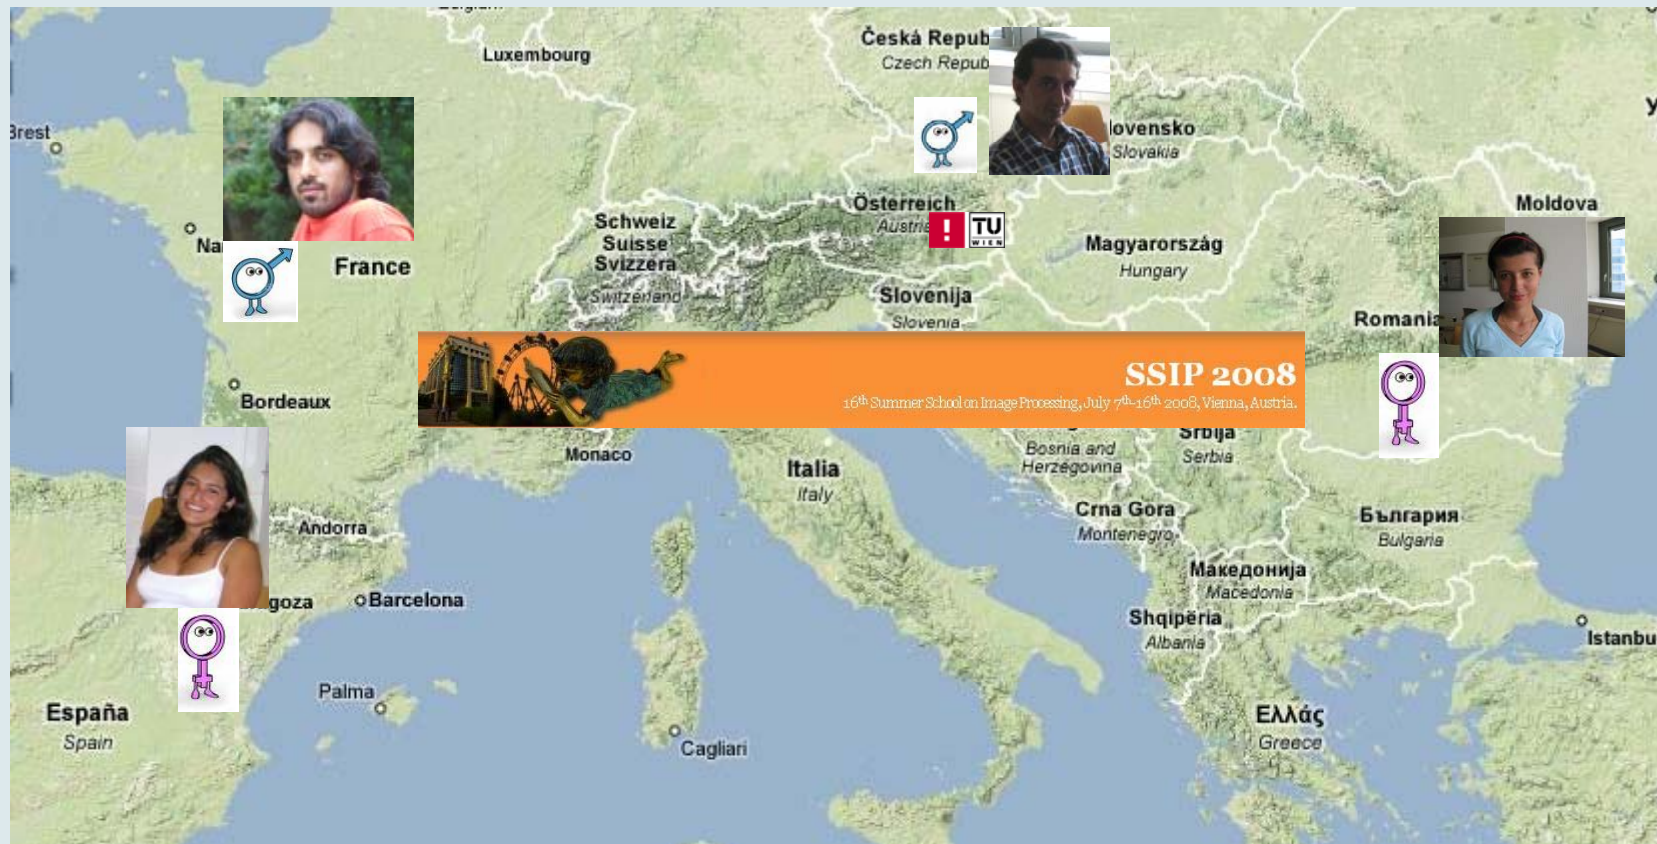 Luxembourg
Česká Repub
Czech Repub
Brest
lovensko
Slovakia
Moldova
Österreich
Austria
!
TU
WIEN
Schweiz
Suisse
Svizzera
Switzerland
Na
France
Magyarország
Hungary
Slovenija
Slovenia
Romania
SSIP 2008
16th Summer School on Image Processing, July 7th-16th 2008, Vienna, Austria.
Bordeaux
Monaco
Italia
Italy
Bosnia and
Herzegovina
Srbija
Serbia
Crna Gora
Montenegro
България
Bulgaria
Andorra
goza
Barcelona
Македонија
Macedonia
Shqipëria
Albania
Istanbu
Palma
España
Spain
Cagliari
Ελλάς
Greece